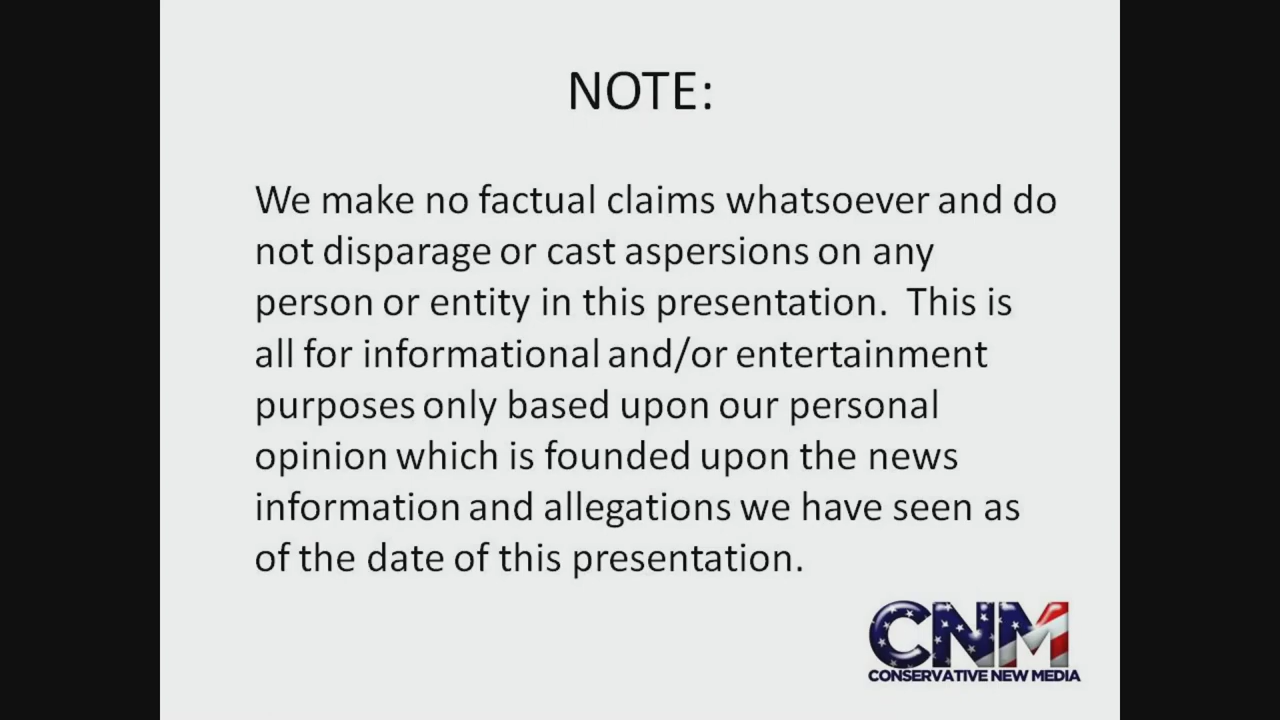 NOTE:
We make no factual claims whatsoever and do
not disparage or cast aspersions on any
person or entity in this presentation.  This is
all for informational and/or entertainment
purposes only based upon our personal
opinion which is founded upon the news
information and allegations we have seen as
of the date of this presentation.
CNM
CONSERVATIVE NEW MEDIA